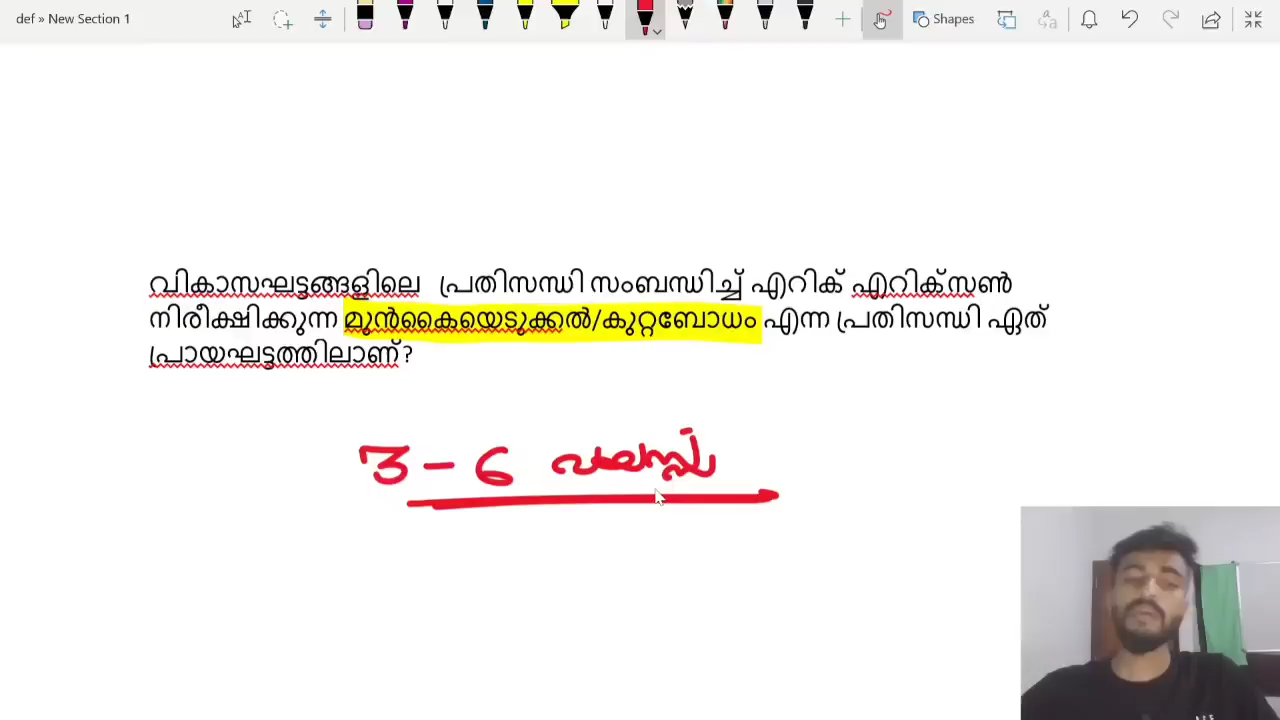 def » New Section 1
Shapes
വികാസഘട്ടങ്ങളിലെ പ്രതിസന്ധി സംബന്ധിച്ച് എറിക് എറിക്സൺ
നിരീക്ഷിക്കുന്ന മുൻകൈയെടുക്കൽ/കുറ്റബോധം എന്ന പ്രതിസന്ധി ഏത്
പ്രായഘട്ടത്തിലാണ്?
3 - 6 വയസ്സ്